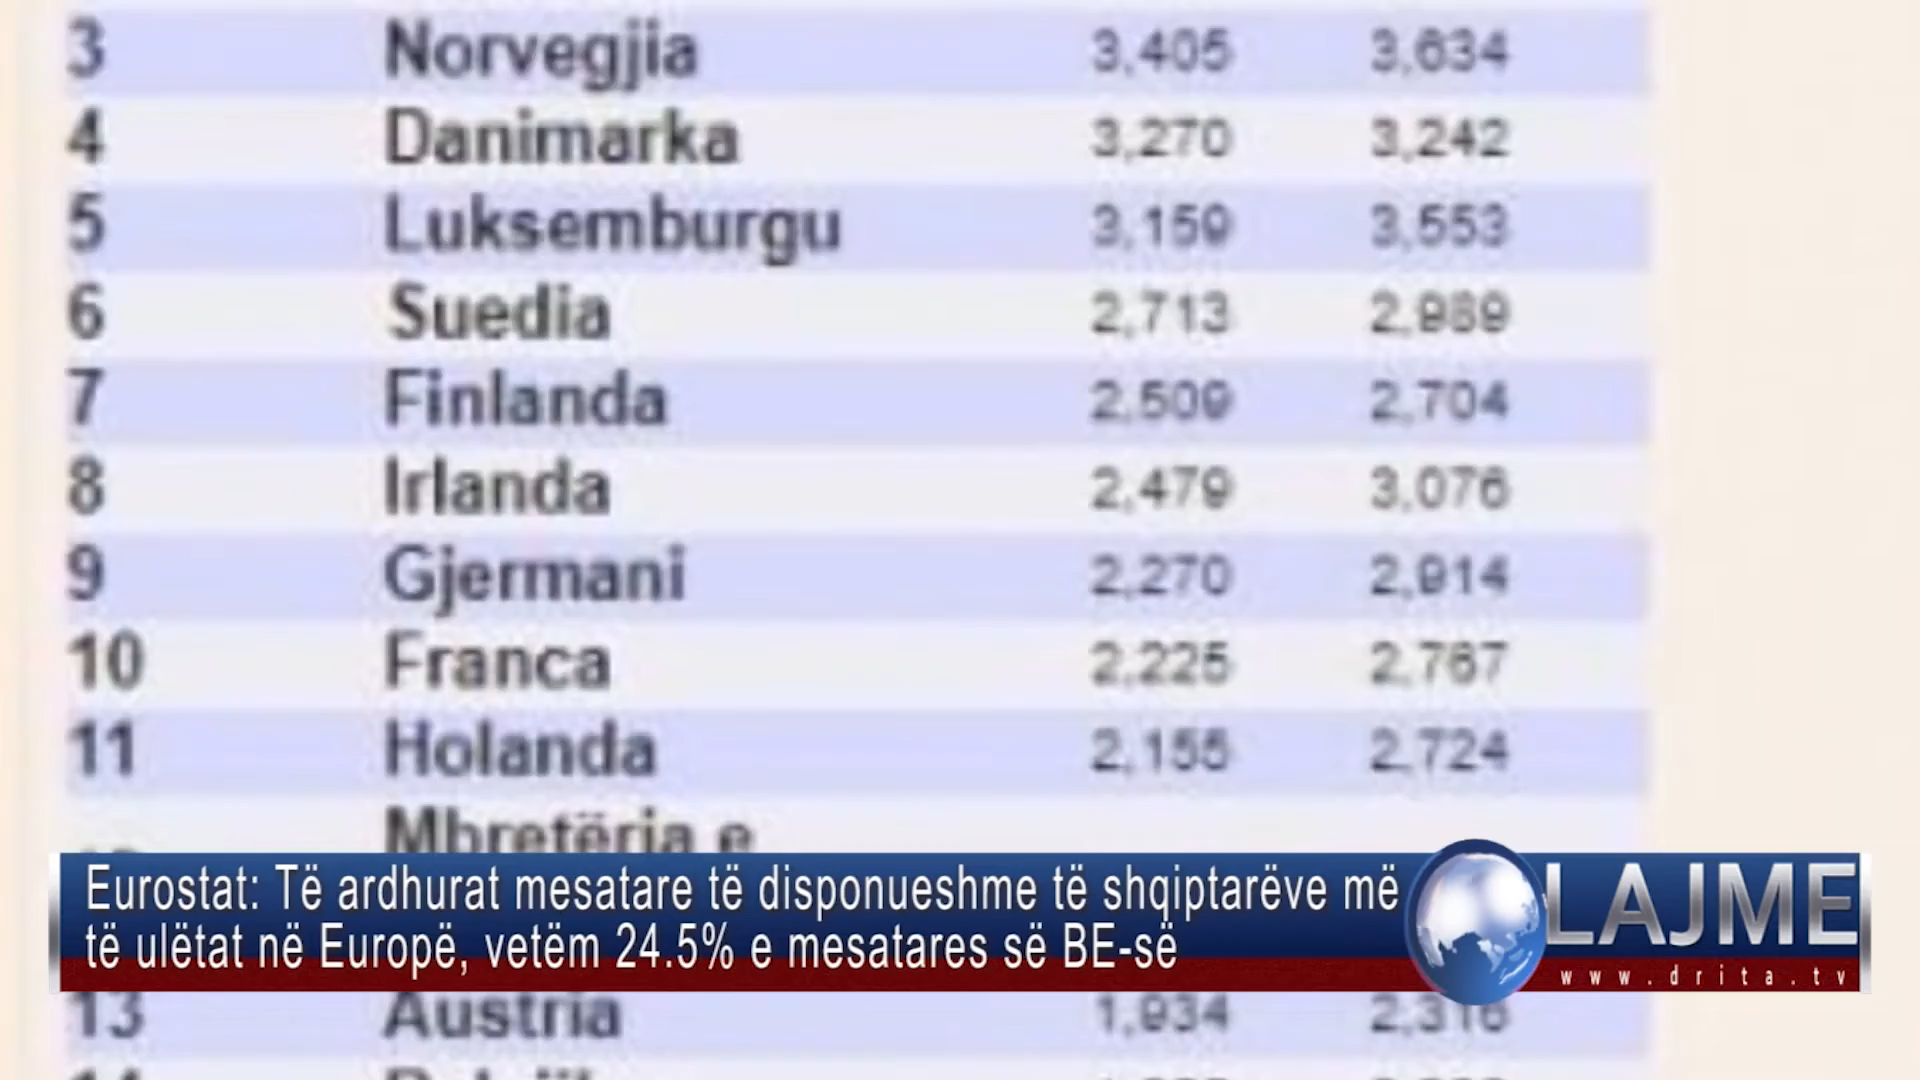 3 Norvegjia 3,405 3,634
4 Danimarka 3,270 3,242
5 Luksemburgu 3,159 3,553
6 Suedia 2,713 2,989
7 Finlanda 2,509 2,704
8 Irlanda 2,479 3,076
9 Gjermani 2,270 2,914
10 Franca 2,225 2,767
11 Holanda 2,155 2,724
Mbretëria e
Eurostat: Të ardhurat mesatare të disponueshme të shqiptarëve më
të ulëtat në Europë, vetëm 24.5% e mesatares së BE-së
LAJME
www.drita.tv
13 Austria 1,934 2,316